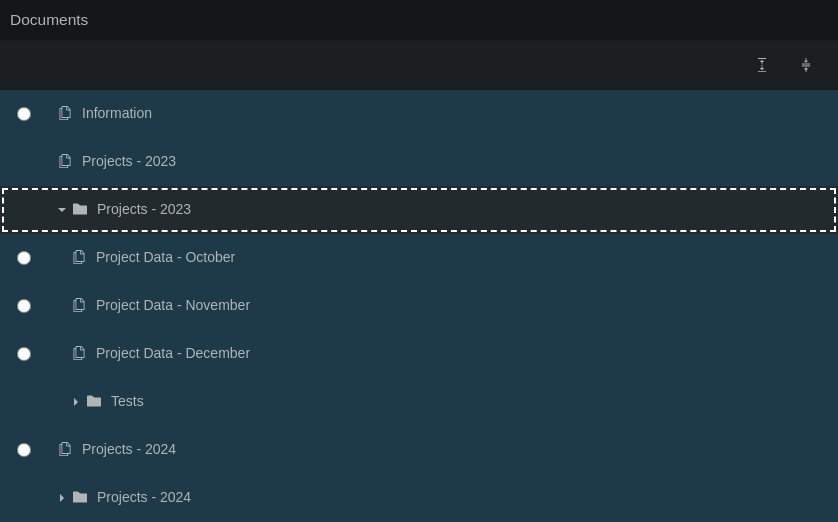 Documents
Information
Projects - 2023
Projects - 2023
Project Data - October
Project Data - November
Project Data - December
Tests
Projects - 2024
Projects - 2024